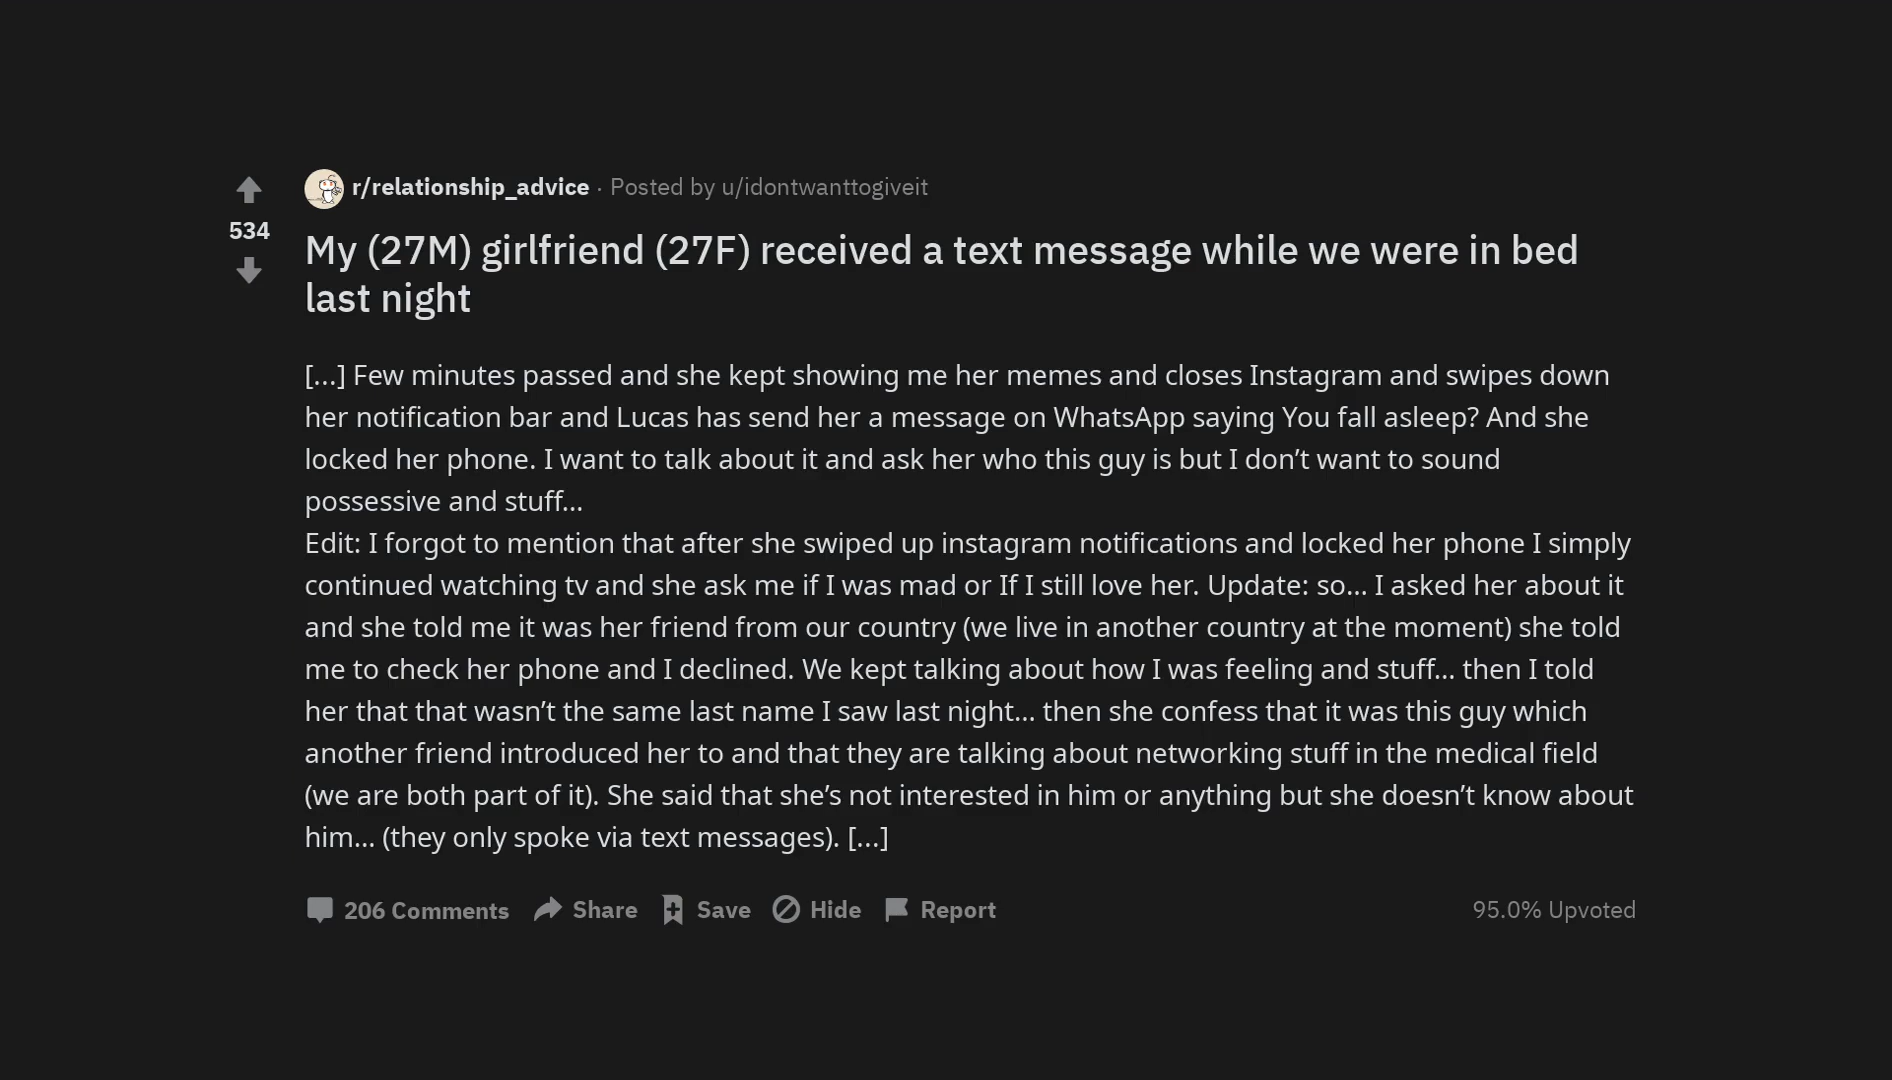 r/relationship_advice · Posted by u/idontwanttogiveit
534
My (27M) girlfriend (27F) received a text message while we were in bed
last night
[...] Few minutes passed and she kept showing me her memes and closes Instagram and swipes down
her notification bar and Lucas has send her a message on WhatsApp saying You fall asleep? And she
locked her phone. I want to talk about it and ask her who this guy is but I don’t want to sound
possessive and stuff...
Edit: I forgot to mention that after she swiped up instagram notifications and locked her phone I simply
continued watching tv and she ask me if I was mad or If I still love her. Update: so... I asked her about it
and she told me it was her friend from our country (we live in another country at the moment) she told
me to check her phone and I declined. We kept talking about how I was feeling and stuff... then I told
her that that wasn’t the same last name I saw last night... then she confess that it was this guy which
another friend introduced her to and that they are talking about networking stuff in the medical field
(we are both part of it). She said that she’s not interested in him or anything but she doesn’t know about
him... (they only spoke via text messages). [...]
206 Comments Share Save Hide Report 95.0% Upvoted